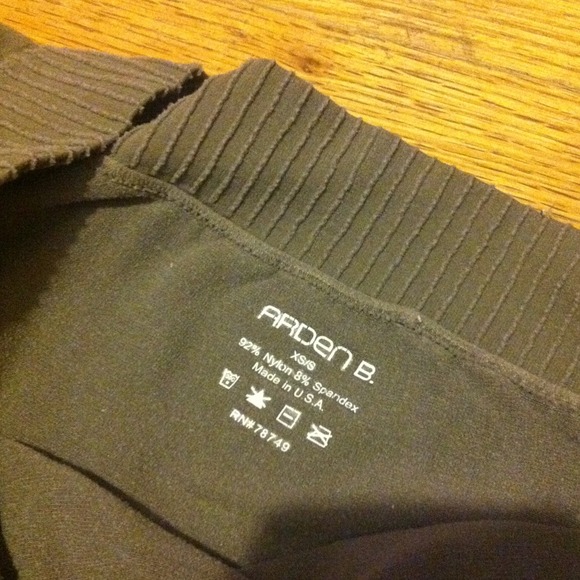 ARDEN B.
XS/S
92% Nylon 8% Spandex
Made in U.S.A.
RN# 78749